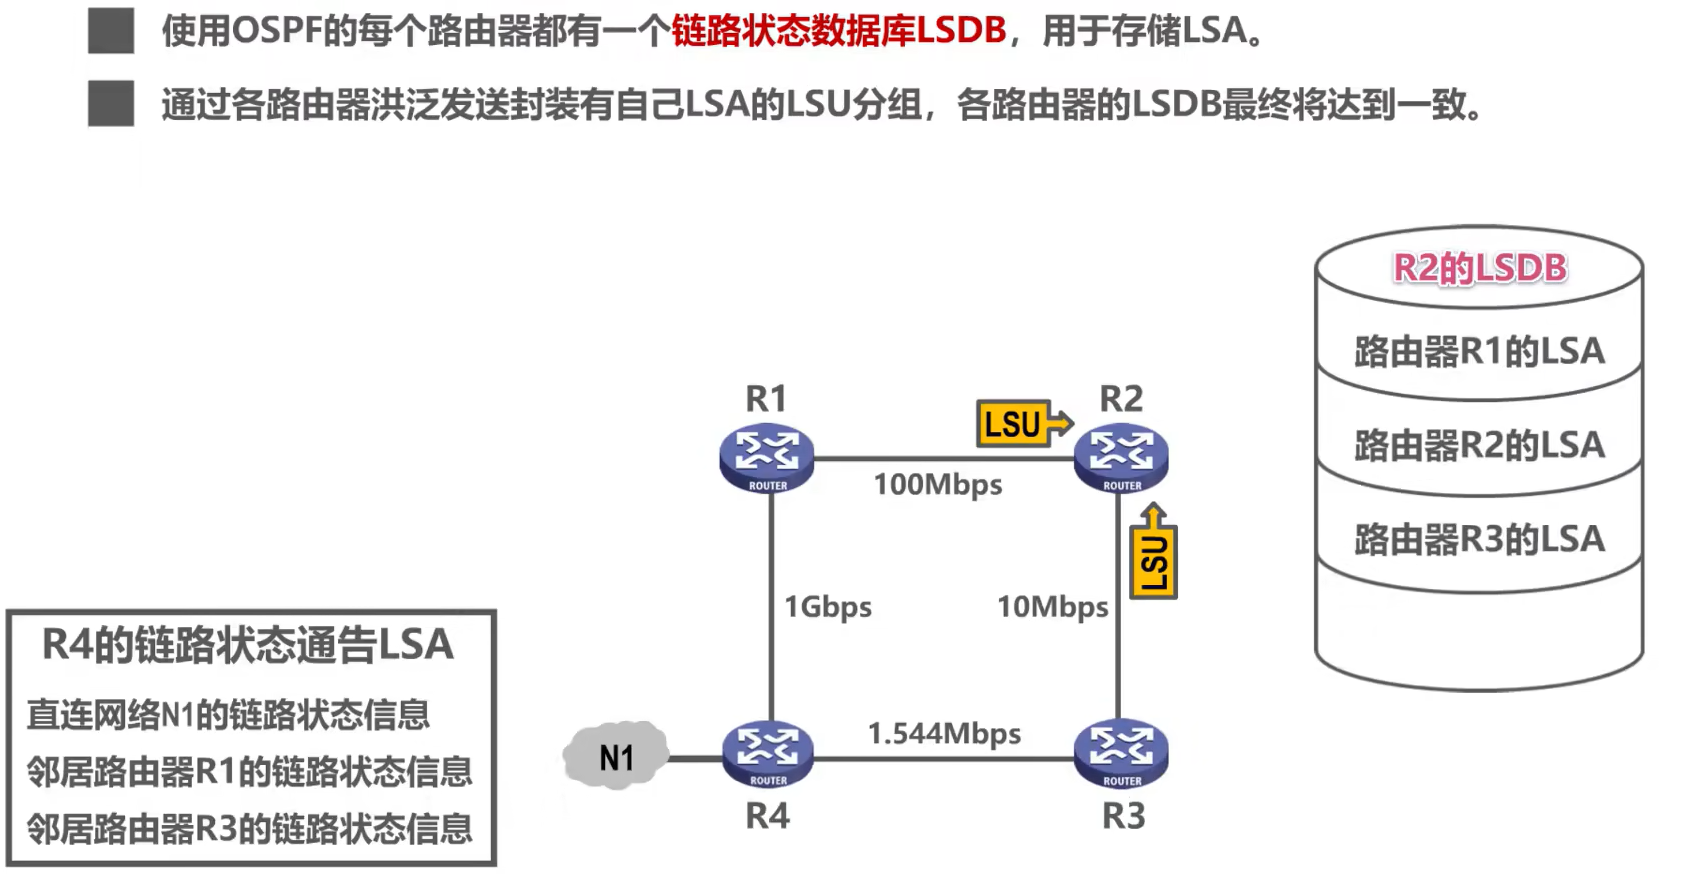 使用OSPF的每个路由器都有一个链路状态数据库LSDB，用于存储LSA。
通过各路由器洪泛发送封装有自己LSA的LSU分组，各路由器的LSDB最终将达到一致。
R2的LSDB
路由器R1的LSA
路由器R2的LSA
路由器R3的LSA
R1
LSU
R2
ROUTER
100Mbps
ROUTER
LSU
1Gbps
10Mbps
R4的链路状态通告LSA
直连网络N1的链路状态信息
邻居路由器R1的链路状态信息
邻居路由器R3的链路状态信息
N1
1.544Mbps
ROUTER
ROUTER
R4
R3